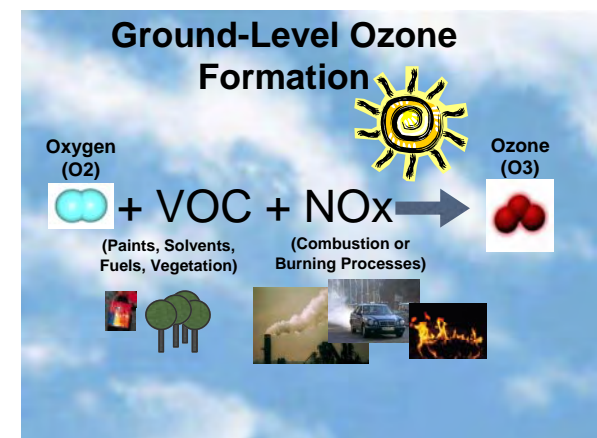 Ground-Level Ozone
Formation
Oxygen
(O2)
Ozone
(O3)
+ VOC + NOx
(Paints, Solvents,
Fuels, Vegetation)
(Combustion or
Burning Processes)